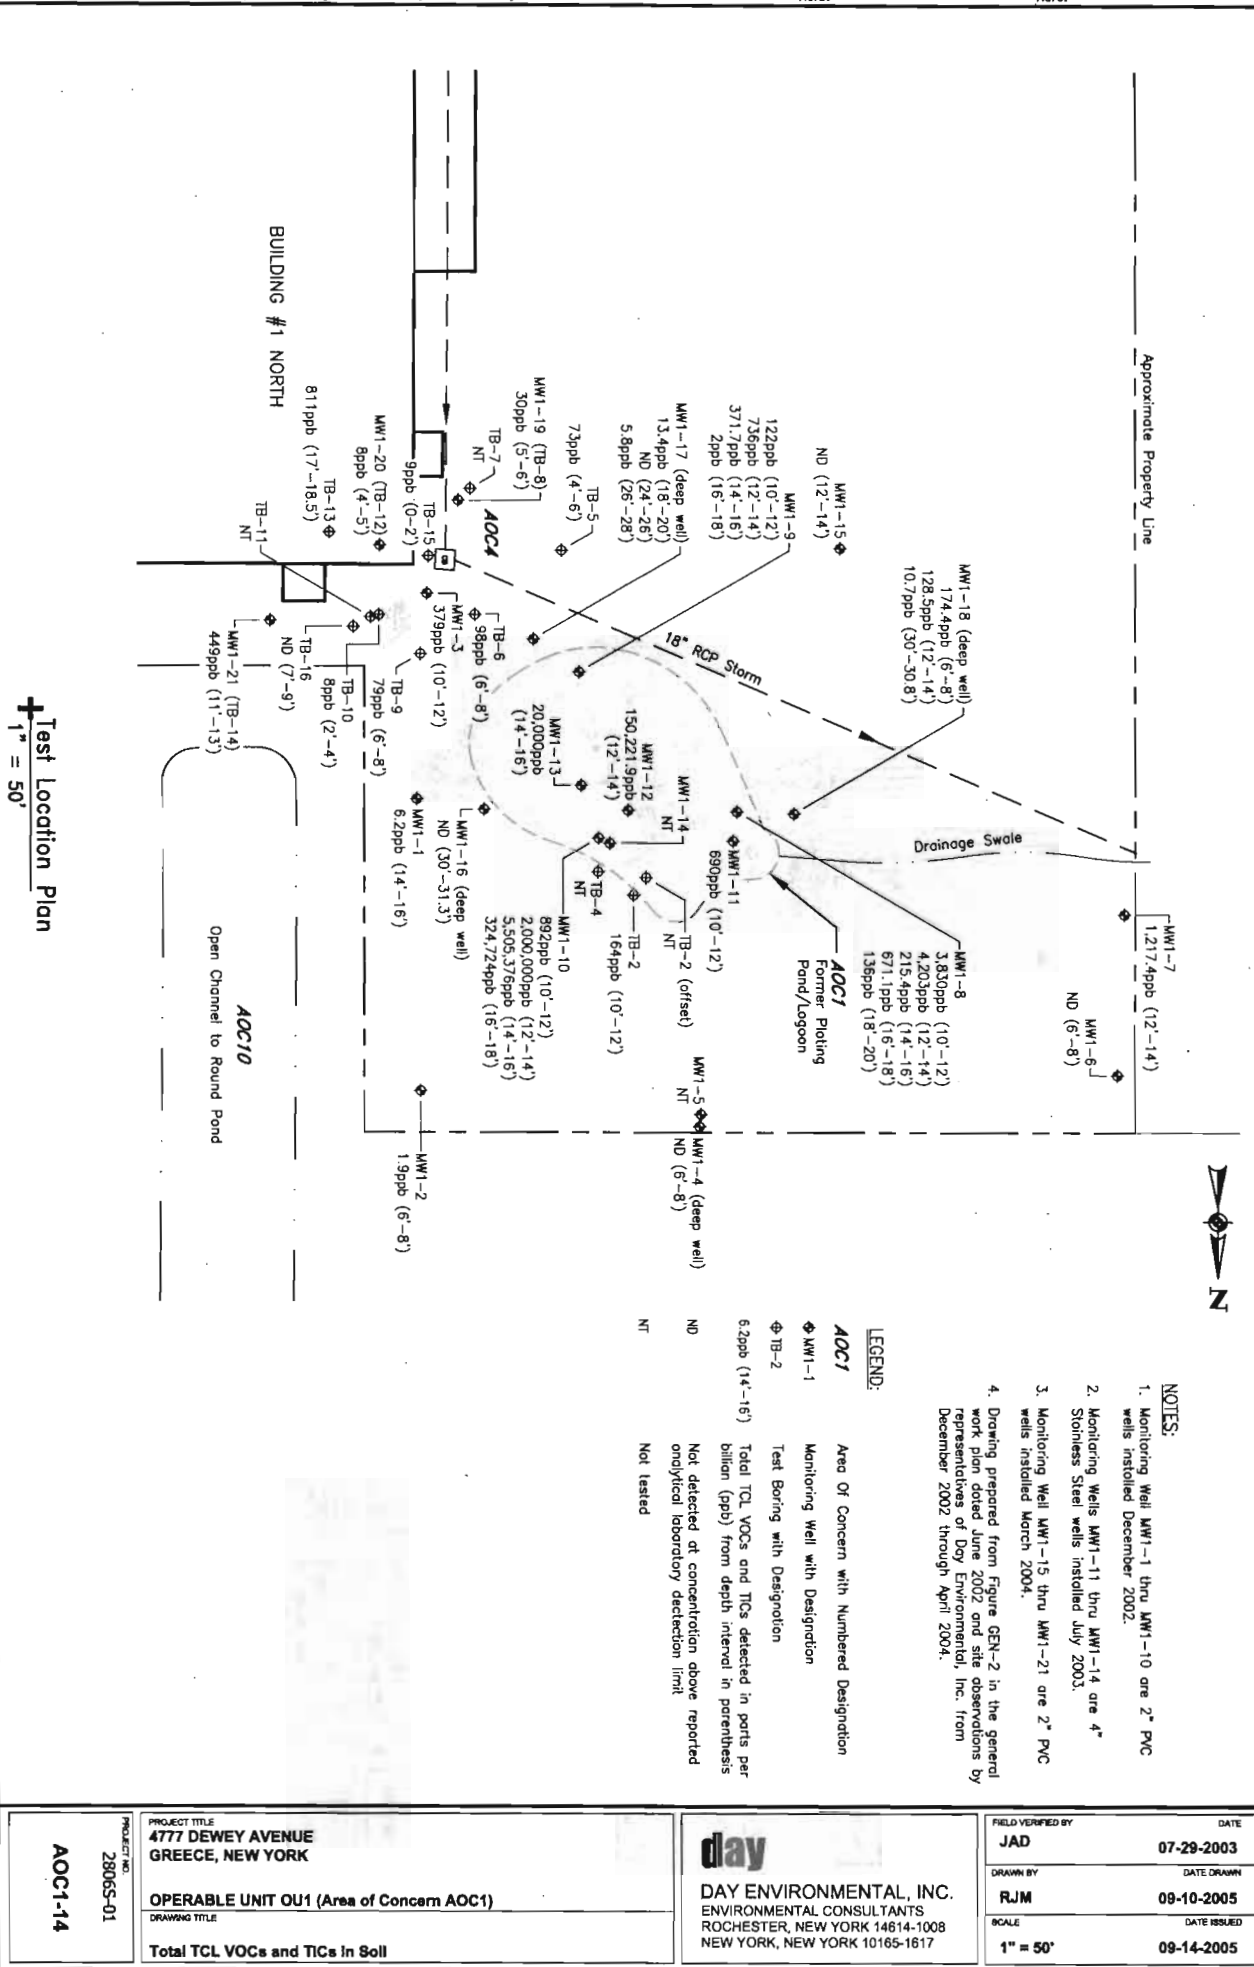 Approximate Property Line
MW1-7
1,217.4ppb (12'-14')
MW1-6
ND (6'-8')
Drainage Swale
MW1-18 (deep well)
174.4ppb (6'-8')
128.5ppb (12'-14')
10.7ppb (30'-30.8')
MW1-8
3,830ppb (10'-12')
4,203ppb (12'-14')
215.4ppb (14'-16')
671.1ppb (16'-18')
136ppb (18'-20')
MW1-15
ND (12'-14')
AOC1
Former Plating
Pond/Lagoon
MW1-9
122ppb (10'-12')
736ppb (12'-14')
371.7ppb (14'-16')
2ppb (16'-18')
18" RCP Storm
MW1-11
690ppb (10'-12')
MW1-17 (deep well)
13.4ppb (18'-20')
ND (24'-26')
5.8ppb (26'-28')
MW1-14
NT
TB-2 (offset)
NT
MW1-5
NT
MW1-4 (deep well)
ND (6'-8')
MW1-12
150,221.9ppb
(12'-14')
TB-2
164ppb (10'-12')
TB-5
73ppb (4'-6')
TB-4
NT
MW1-13
20,000ppb
(14'-16')
MW1-10
892ppb (10'-12')
2,000,000ppb (12'-14')
5,505,376ppb (14'-16')
324,724ppb (16'-18')
MW1-19 (TB-8)
30ppb (5'-6')
TB-7
NT
AOC4
TB-6
98ppb (6'-8')
MW1-3
379ppb (10'-12')
MW1-16 (deep well)
ND (30'-31.3')
TB-15
9ppb (0-2')
MW1-1
6.2ppb (14'-16')
MW1-2
1.9ppb (6'-8')
TB-9
79ppb (6'-8')
MW1-20 (TB-12)
8ppb (4'-5')
TB-10
8ppb (2'-4')
TB-13
811ppb (17'-18.5')
TB-16
ND (7'-9')
TB-11
NT
MW1-21 (TB-14)
449ppb (11'-13')
BUILDING #1 NORTH
AOC10
Open Channel to Round Pond
Test Location Plan
1" = 50'
N
NOTES:
1. Monitoring Well MW1-1 thru MW1-10 are 2" PVC
wells installed December 2002.
2. Monitoring Wells MW1-11 thru MW1-14 are 4"
Stainless Steel wells installed July 2003.
3. Monitoring Well MW1-15 thru MW1-21 are 2" PVC
wells installed March 2004.
4. Drawing prepared from Figure GEN-2 in the general
work plan dated June 2002 and site observations by
representatives of Day Environmental, Inc. from
December 2002 through April 2004.
LEGEND:
AOC1 Area Of Concern with Numbered Designation
MW1-1 Monitoring Well with Designation
TB-2 Test Boring with Designation
6.2ppb (14'-16') Total TCL VOCs and TICs detected in parts per
billion (ppb) from depth interval in parenthesis
ND Not detected at concentration above reported
analytical laboratory dectection limit
NT Not tested
FIELD VERIFIED BY
JAD
DATE
07-29-2003
DRAWN BY
RJM
DATE DRAWN
09-10-2005
SCALE
1" = 50'
DATE ISSUED
09-14-2005
day
DAY ENVIRONMENTAL, INC.
ENVIRONMENTAL CONSULTANTS
ROCHESTER, NEW YORK 14614-1008
NEW YORK, NEW YORK 10165-1617
PROJECT TITLE
4777 DEWEY AVENUE
GREECE, NEW YORK
OPERABLE UNIT OU1 (Area of Concern AOC1)
DRAWING TITLE
Total TCL VOCs and TICs in Soil
PROJECT NO.
2806S-01
AOC1-14